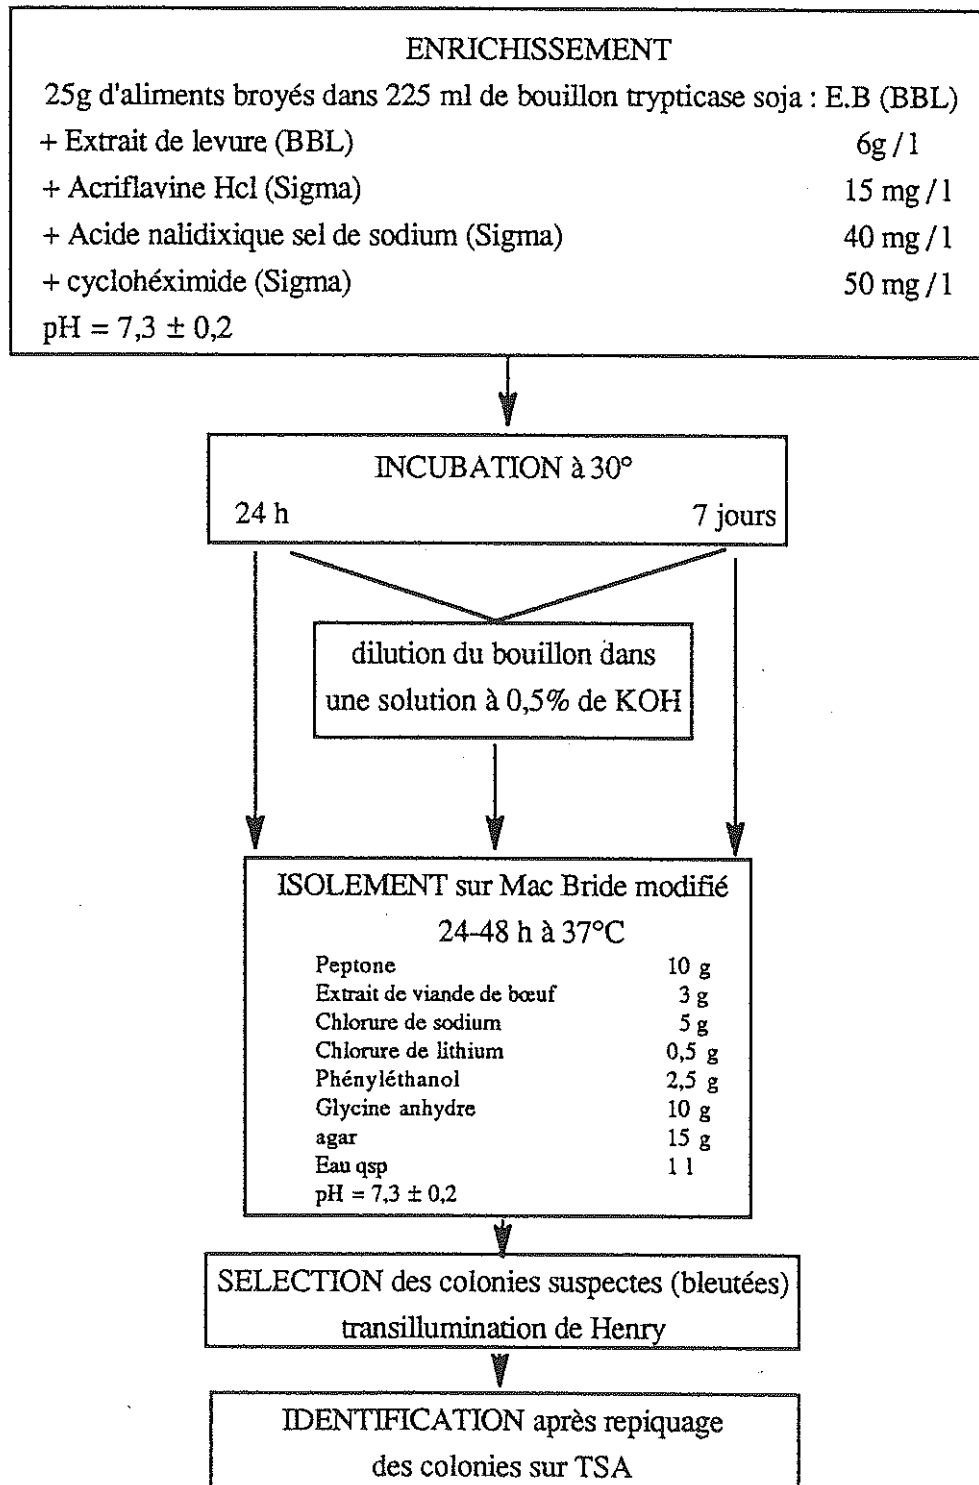 ENRICHISSEMENT
25g d'aliments broyés dans 225 ml de bouillon trypticase soja : E.B (BBL)
+ Extrait de levure (BBL) 6g / l
+ Acriflavine Hcl (Sigma) 15 mg / l
+ Acide nalidixique sel de sodium (Sigma) 40 mg / l
+ cyclohéximide (Sigma) 50 mg / l
pH = 7,3 ± 0,2
INCUBATION à 30°
24 h 7 jours
dilution du bouillon dans
une solution à 0,5% de KOH
ISOLEMENT sur Mac Bride modifié
24-48 h à 37°C
Peptone 10 g
Extrait de viande de bœuf 3 g
Chlorure de sodium 5 g
Chlorure de lithium 0,5 g
Phényléthanol 2,5 g
Glycine anhydre 10 g
agar 15 g
Eau qsp 1 l
pH = 7,3 ± 0,2
SELECTION des colonies suspectes (bleutées)
transillumination de Henry
IDENTIFICATION après repiquage
des colonies sur TSA